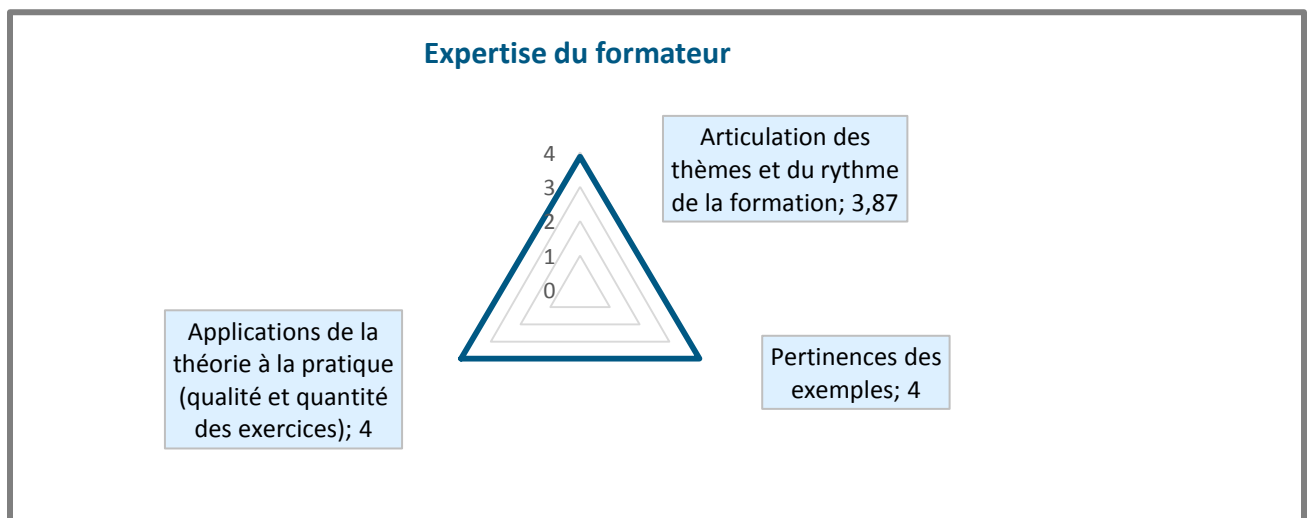 Expertise du formateur
Articulation des
thèmes et du rythme
de la formation; 3,87
4
3
2
1
0
Applications de la
théorie à la pratique
(qualité et quantité
des exercices); 4
Pertinences des
exemples; 4